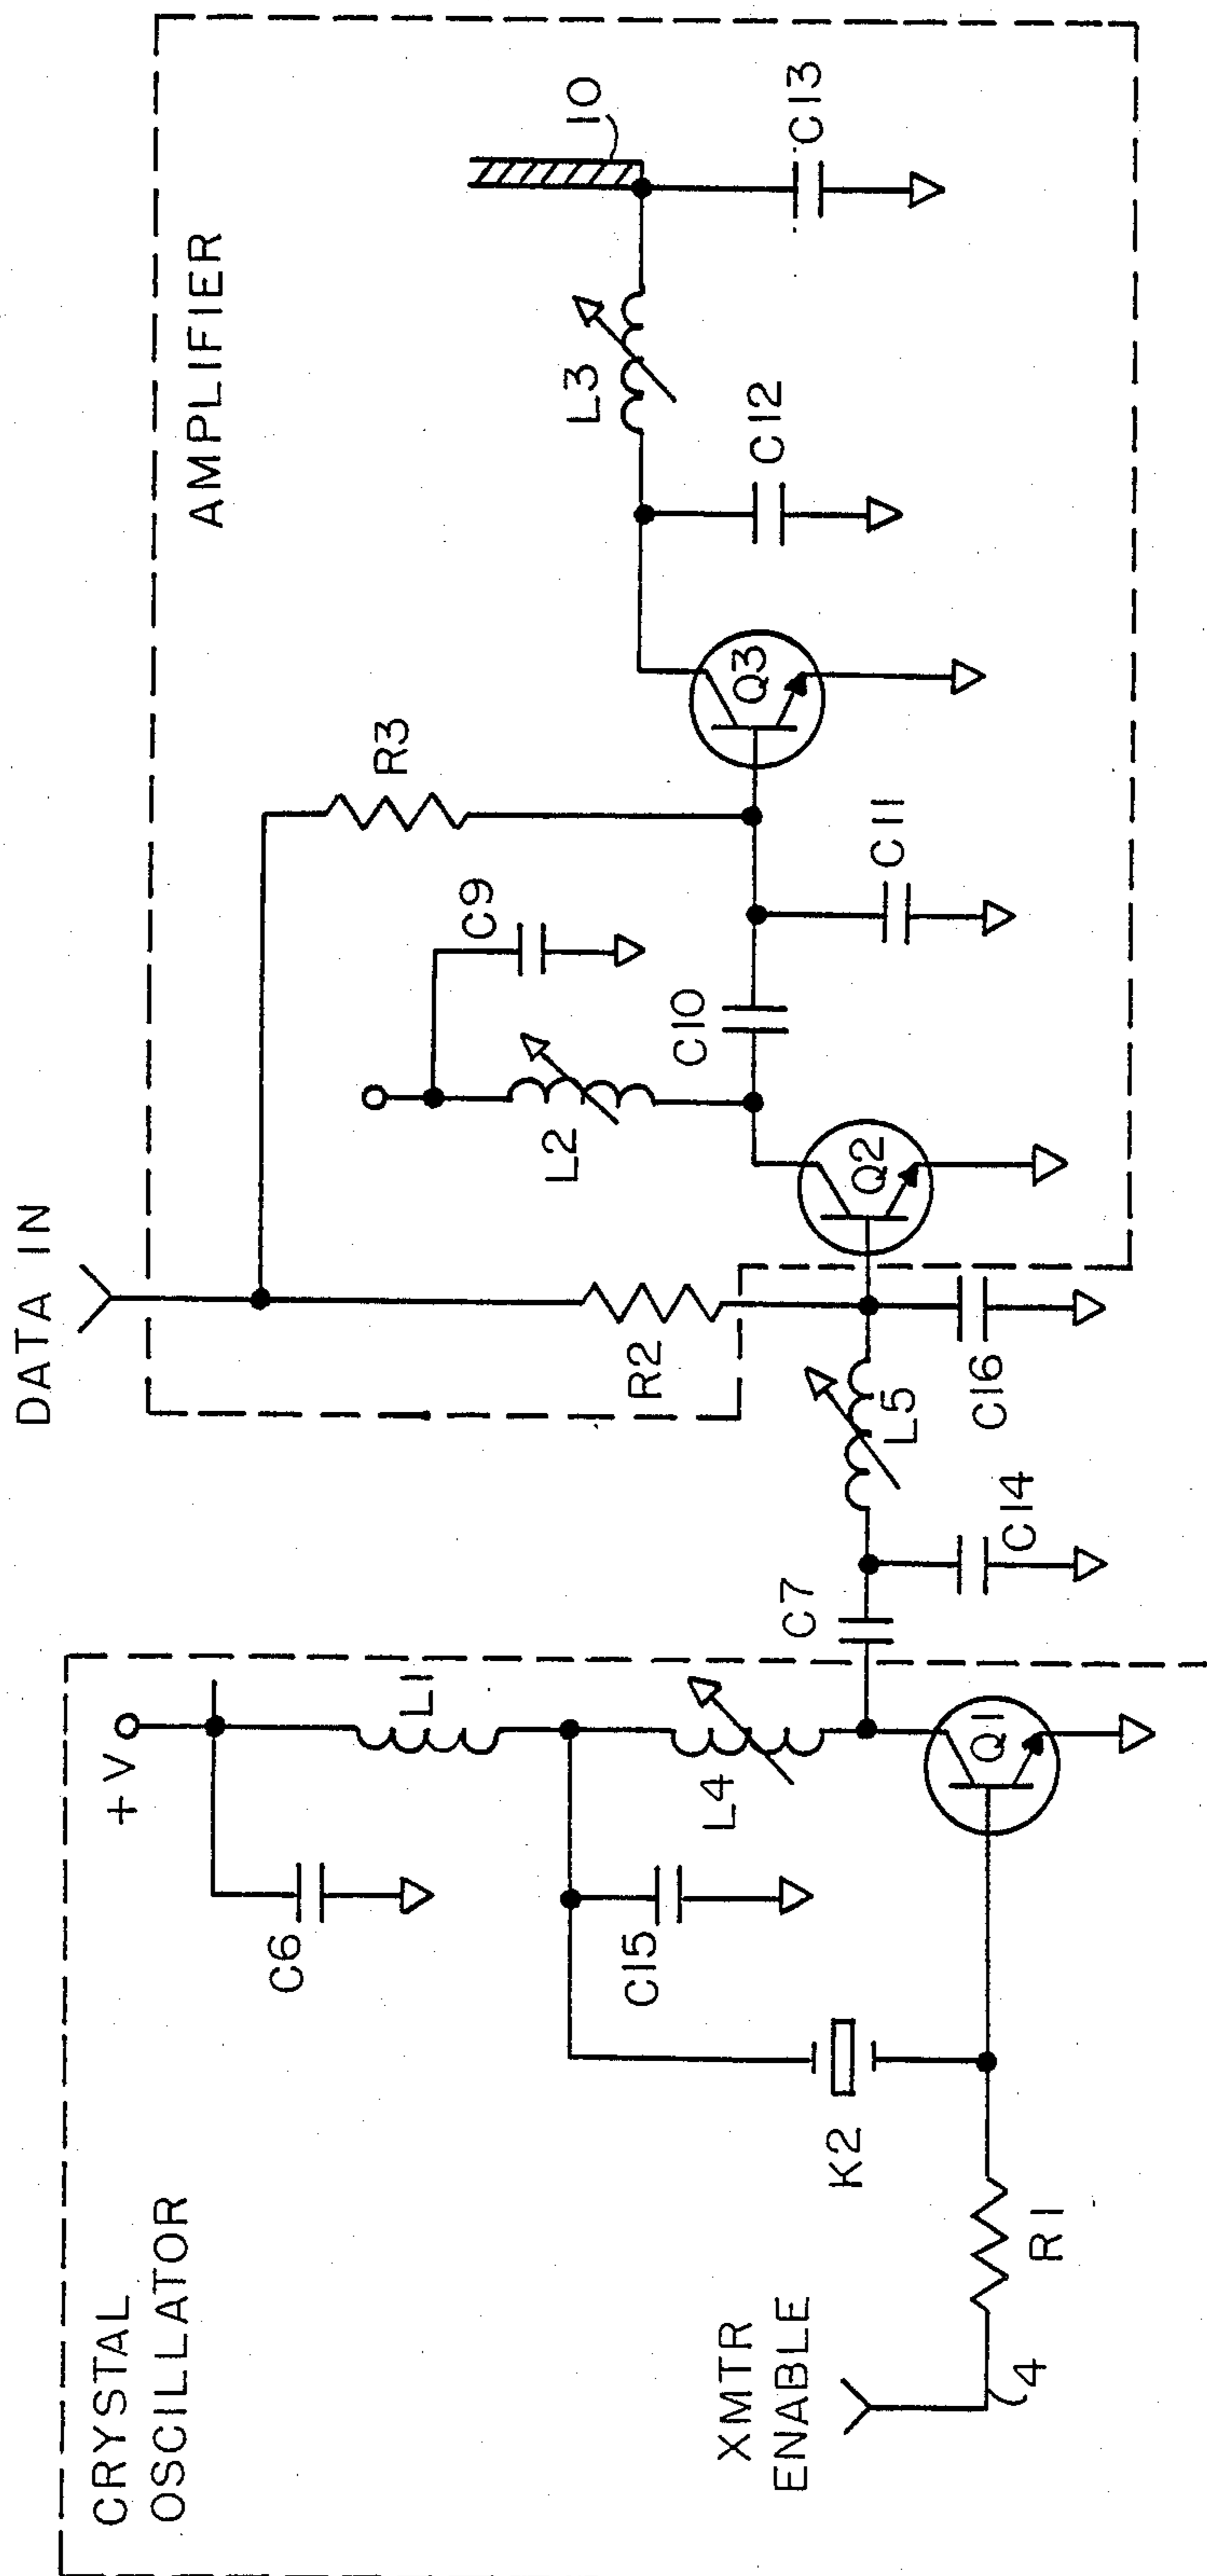 CRYSTAL
OSCILLATOR
XMTR
ENABLE
4
R1
K2
C6
C15
+V
L1
L4
Q1
C7
C14
L5
C16
DATA IN
R2
AMPLIFIER
L2
C9
Q2
C10
C11
R3
Q3
L3
C12
10
C13